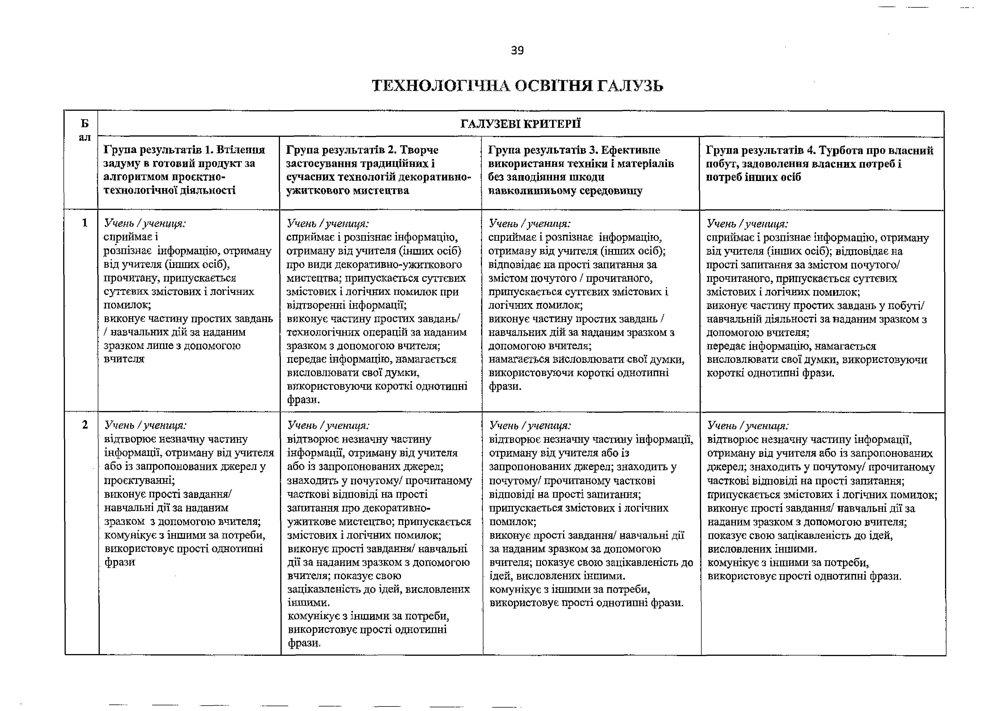 39
ТЕХНОЛОГІЧНА ОСВІТНЯ ГАЛУЗЬ
Б
ал
ГАЛУЗЕВІ КРИТЕРІЇ
Група результатів 1. Втілення
задуму в готовий продукт за
алгоритмом проєктно-
технологічної діяльності
Група результатів 2. Творче
застосування традиційних і
сучасних технологій декоративно-
ужиткового мистецтва
Група результатів 3. Ефективне
використання техніки і матеріалів
без заподіяння шкоди
навколишньому середовищу
Група результатів 4. Турбота про власний
побут, задоволення власних потреб і
потреб інших осіб
1
Учень / учениця:
сприймає і
розпізнає інформацію, отриману
від учителя (інших осіб),
прочитану, припускається
суттєвих змістових і логічних
помилок;
виконує частину простих завдань
/ навчальних дій за наданим
зразком лише з допомогою
вчителя
Учень / учениця:
сприймає і розпізнає інформацію,
отриману від учителя (інших осіб)
про види декоративно-ужиткового
мистецтва; припускається суттєвих
змістових і логічних помилок при
відтворенні інформації;
виконує частину простих завдань/
технологічних операцій за наданим
зразком з допомогою вчителя;
передає інформацію, намагається
висловлювати свої думки,
використовуючи короткі однотипні
фрази.
Учень / учениця:
сприймає і розпізнає інформацію,
отриману від учителя (інших осіб);
відповідає на прості запитання за
змістом почутого / прочитаного,
припускається суттєвих змістових і
логічних помилок;
виконує частину простих завдань /
навчальних дій за наданим зразком з
допомогою вчителя;
намагається висловлювати свої думки,
використовуючи короткі однотипні
фрази.
Учень / учениця:
сприймає і розпізнає інформацію, отриману
від учителя (інших осіб); відповідає на
прості запитання за змістом почутого/
прочитаного, припускається суттєвих
змістових і логічних помилок;
виконує частину простих завдань у побуті/
навчальній діяльності за наданим зразком з
допомогою вчителя;
передає інформацію, намагається
висловлювати свої думки, використовуючи
короткі однотипні фрази.
2
Учень / учениця:
відтворює незначну частину
інформації, отриману від учителя
або із запропонованих джерел у
проєктуванні;
виконує прості завдання/
навчальні дії за наданим
зразком з допомогою вчителя;
комунікує з іншими за потреби,
використовує прості однотипні
фрази
Учень / учениця:
відтворює незначну частину
інформації, отриману від учителя
або із запропонованих джерел;
знаходить у почутому/ прочитаному
часткові відповіді на прості
запитання про декоративно-
ужиткове мистецтво; припускається
змістових і логічних помилок;
виконує прості завдання/ навчальні
дії за наданим зразком з допомогою
вчителя; показує свою
зацікавленість до ідей, висловлених
іншими.
комунікує з іншими за потреби,
використовує прості однотипні
фрази.
Учень / учениця:
відтворює незначну частину інформації,
отриману від учителя або із
запропонованих джерел; знаходить у
почутому/ прочитаному часткові
відповіді на прості запитання;
припускається змістових і логічних
помилок;
виконує прості завдання/ навчальні дії
за наданим зразком за допомогою
вчителя; показує свою зацікавленість до
ідей, висловлених іншими.
комунікує з іншими за потреби,
використовує прості однотипні фрази.
Учень / учениця:
відтворює незначну частину інформації,
отриману від учителя або із запропонованих
джерел; знаходить у почутому/ прочитаному
часткові відповіді на прості запитання;
припускається змістових і логічних помилок;
виконує прості завдання/ навчальні дії за
наданим зразком з допомогою вчителя;
показує свою зацікавленість до ідей,
висловлених іншими.
комунікує з іншими за потреби,
використовує прості однотипні фрази.